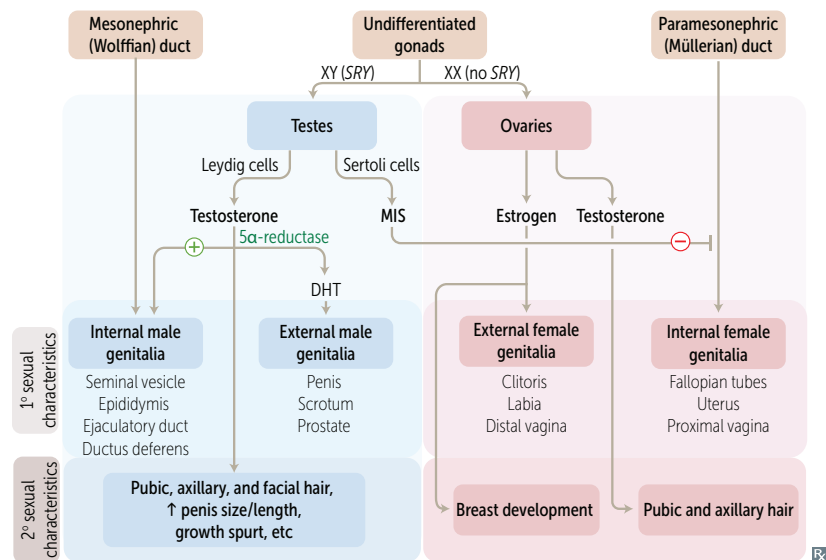 Mesonephric
(Wolffian) duct
Undifferentiated
gonads
Paramesonephric
(Müllerian) duct
XY (SRY)
XX (no SRY)
Testes
Ovaries
Leydig cells
Sertoli cells
Testosterone
MIS
Estrogen
Testosterone
5α-reductase
+
−
DHT
1° sexual
characteristics
Internal male
genitalia
Seminal vesicle
Epididymis
Ejaculatory duct
Ductus deferens
External male
genitalia
Penis
Scrotum
Prostate
External female
genitalia
Clitoris
Labia
Distal vagina
Internal female
genitalia
Fallopian tubes
Uterus
Proximal vagina
2° sexual
characteristics
Pubic, axillary, and facial hair,
↑ penis size/length,
growth spurt, etc
Breast development
Pubic and axillary hair
Rx